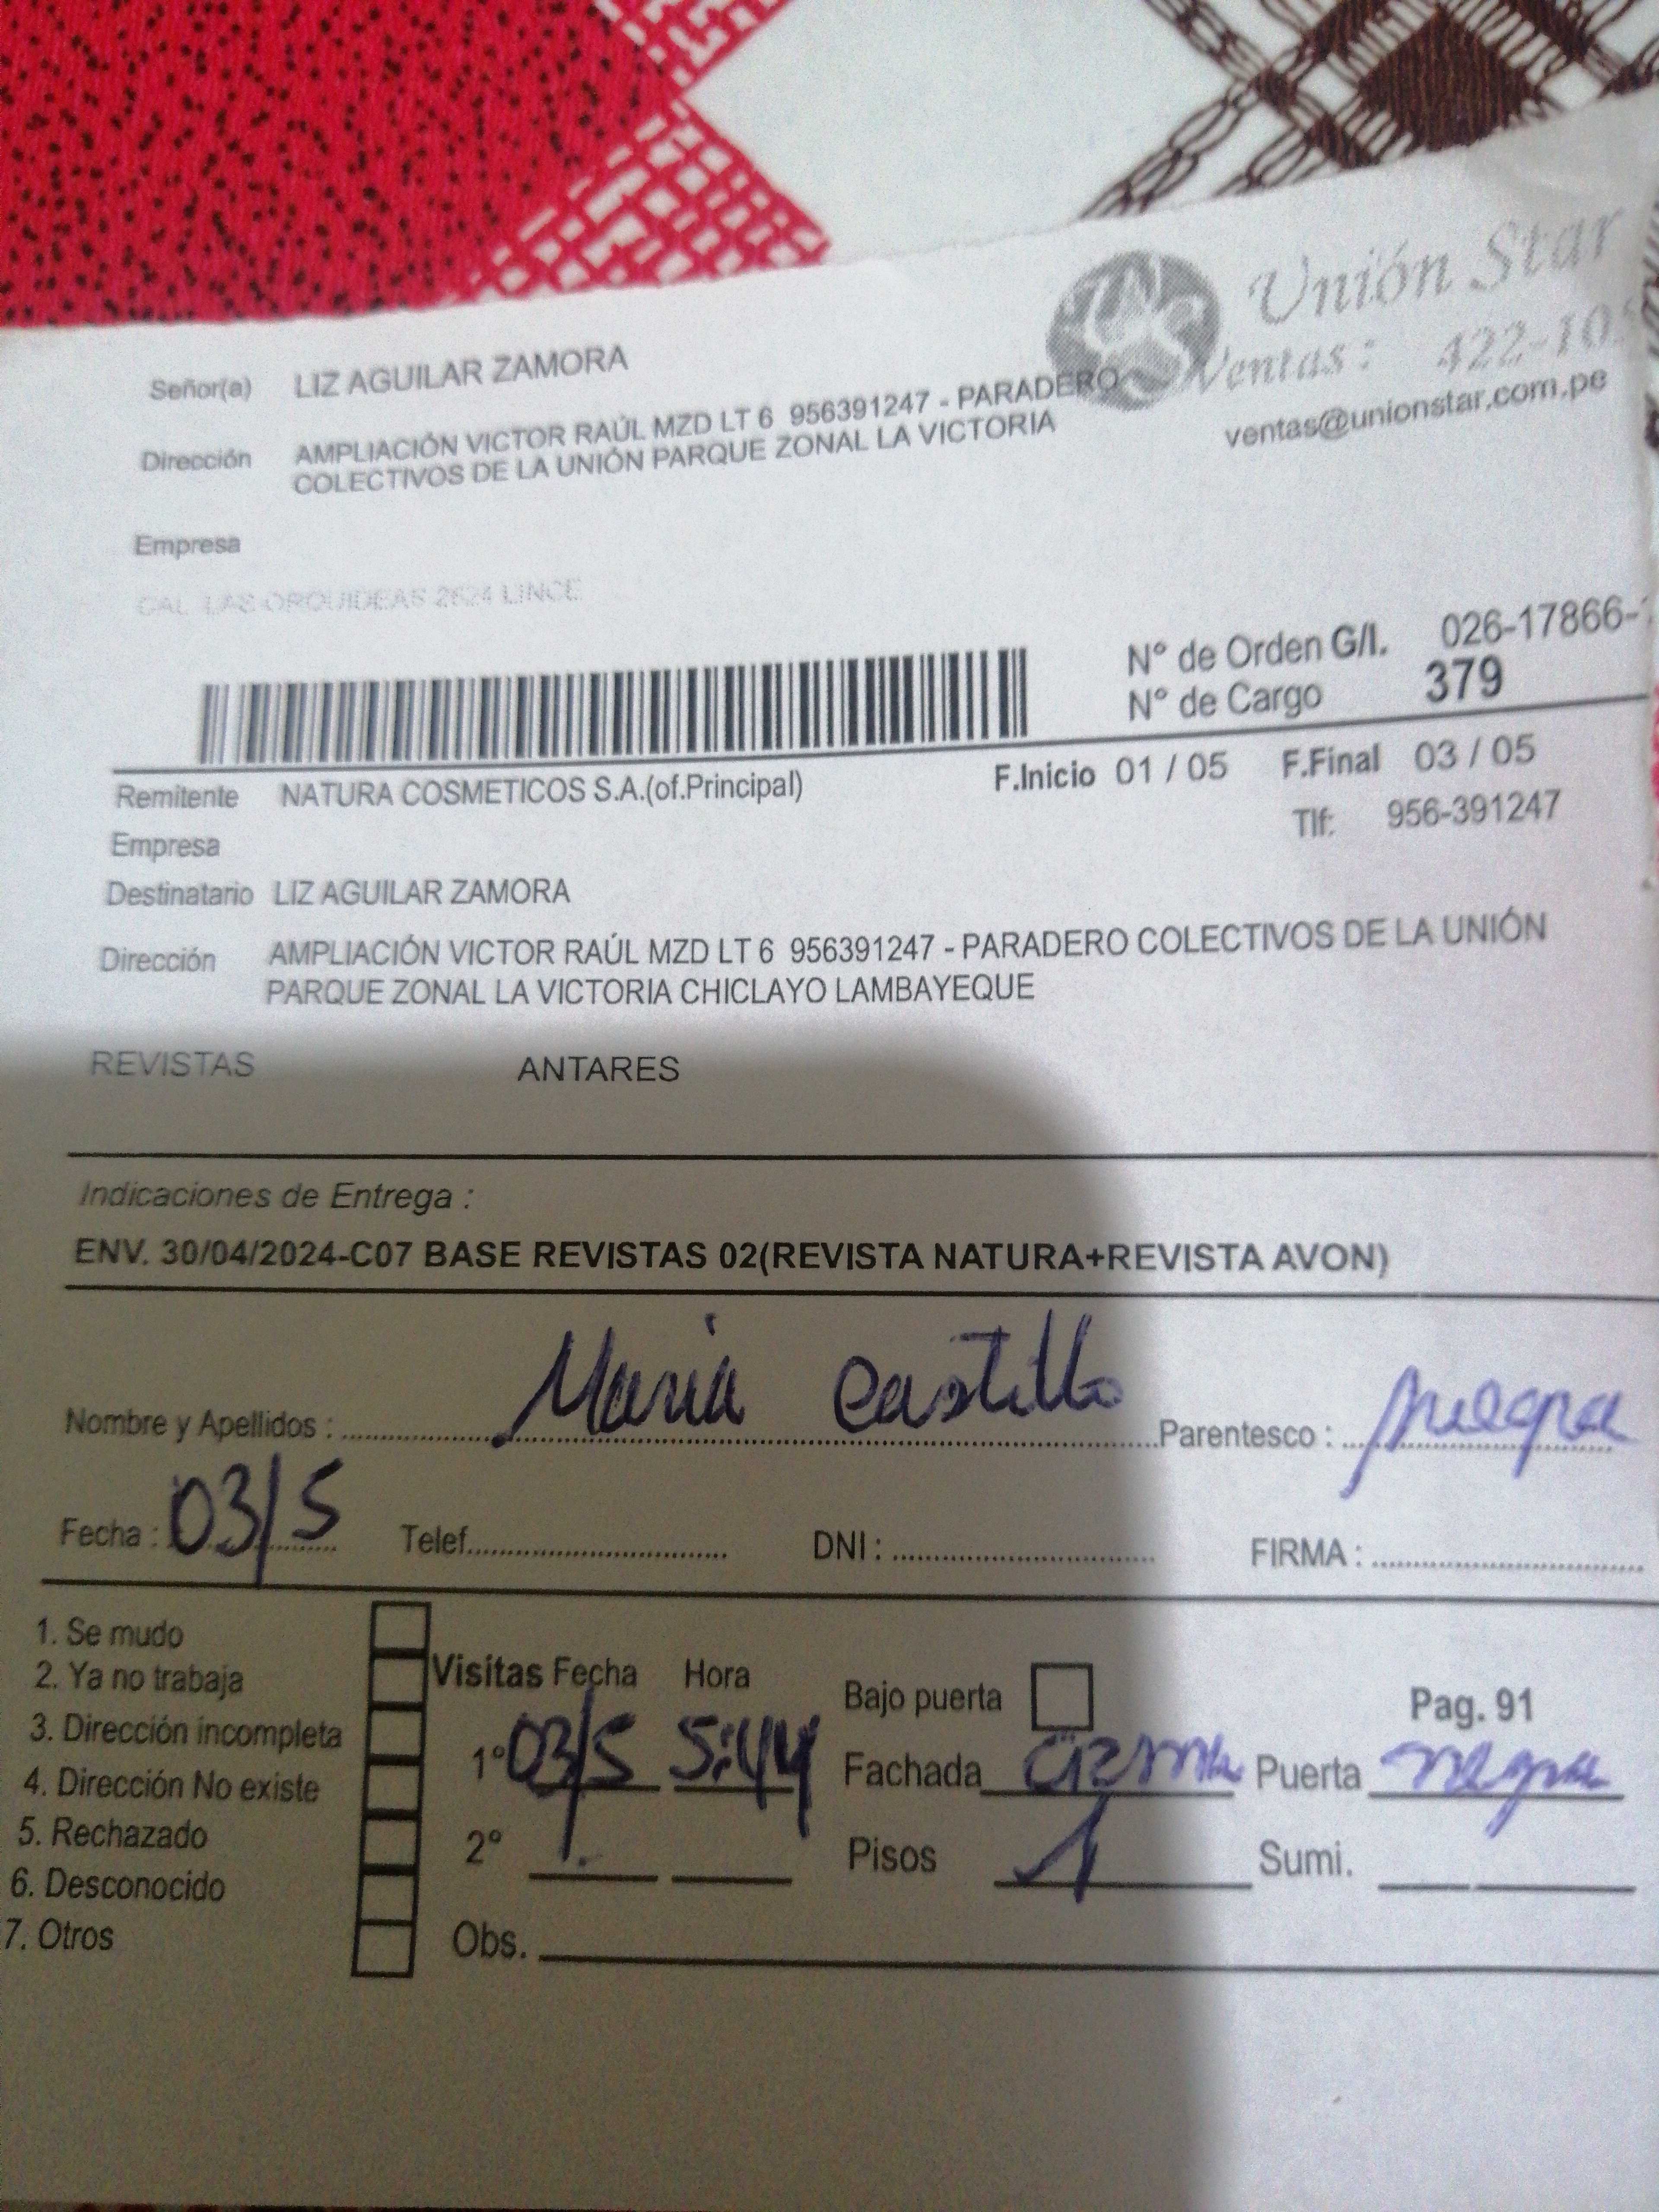 Unión Star
Ventas: 422-10
ventas@unionstar.com.pe
Señor(a) LIZ AGUILAR ZAMORA
Dirección AMPLIACIÓN VICTOR RAÚL MZD LT 6 956391247 - PARADERO
COLECTIVOS DE LA UNIÓN PARQUE ZONAL LA VICTORIA
Empresa
CAL LAS ORQUIDEAS 2624 LINCE
N° de Orden G/I. 026-17866-
N° de Cargo 379
Remitente NATURA COSMETICOS S.A.(of.Principal) F.Inicio 01 / 05 F.Final 03 / 05
Empresa Tlf: 956-391247
Destinatario LIZ AGUILAR ZAMORA
Dirección AMPLIACIÓN VICTOR RAÚL MZD LT 6 956391247 - PARADERO COLECTIVOS DE LA UNIÓN
PARQUE ZONAL LA VICTORIA CHICLAYO LAMBAYEQUE
REVISTAS ANTARES
Indicaciones de Entrega :
ENV. 30/04/2024-C07 BASE REVISTAS 02(REVISTA NATURA+REVISTA AVON)
Nombre y Apellidos : Maria Castillo Parentesco : suegra
Fecha : 03/5 Telef. DNI : FIRMA :
1. Se mudo
2. Ya no trabaja
3. Dirección incompleta
4. Dirección No existe
5. Rechazado
6. Desconocido
7. Otros
Visitas Fecha Hora Bajo puerta Pag. 91
1° 03/5 5:44 Fachada crema Puerta negra
2° Pisos 1 Sumi.
Obs.